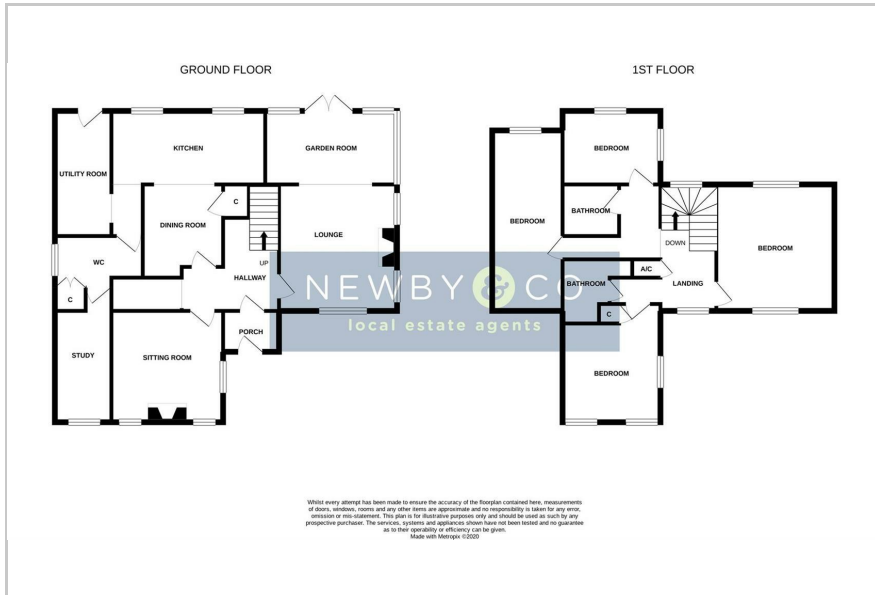 GROUND FLOOR
1ST FLOOR
KITCHEN
GARDEN ROOM
UTILITY ROOM
C
DINING ROOM
LOUNGE
WC
UP
HALLWAY
C
PORCH
STUDY
SITTING ROOM
BEDROOM
BEDROOM
BATHROOM
DOWN
BEDROOM
A/C
BATHROOM
LANDING
C
BEDROOM
NEWBY & CO
local estate agents
Whilst every attempt has been made to ensure the accuracy of the floorplan contained here, measurements
of doors, windows, rooms and any other items are approximate and no responsibility is taken for any error,
omission or mis-statement. This plan is for illustrative purposes only and should be used as such by any
prospective purchaser. The services, systems and appliances shown have not been tested and no guarantee
as to their operability or efficiency can be given.
Made with Metropix ©2020